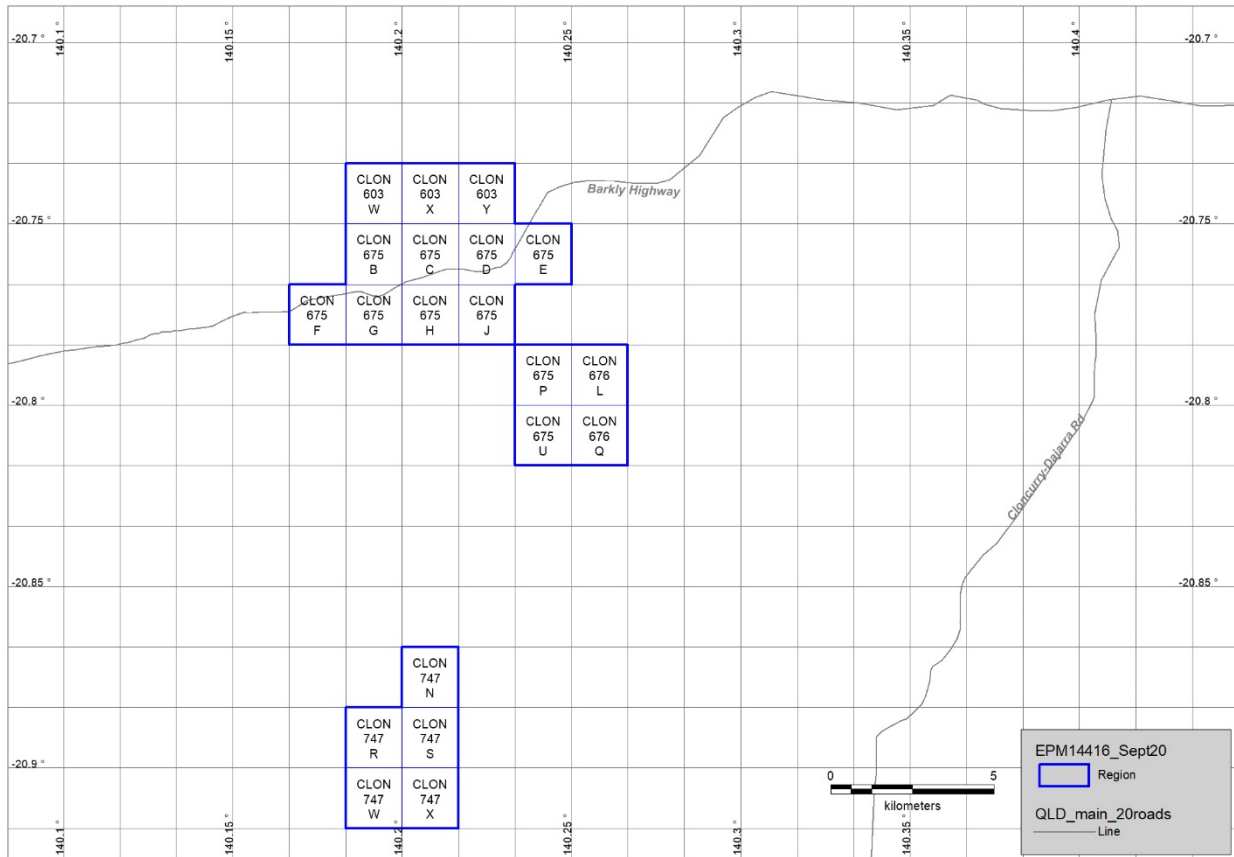 140.1 °
140.15 °
140.2 °
140.25 °
140.3 °
140.35 °
140.4 °
-20.7 °
-20.7 °
Barkly Highway
CLON
603
W
CLON
603
X
CLON
603
Y
-20.75 °
-20.75 °
CLON
675
B
CLON
675
C
CLON
675
D
CLON
675
E
CLON
675
F
CLON
675
G
CLON
675
H
CLON
675
J
CLON
675
P
CLON
676
L
-20.8 °
-20.8 °
CLON
675
U
CLON
676
Q
Cloncurry-Dajarra Rd
-20.85 °
-20.85 °
CLON
747
N
CLON
747
R
CLON
747
S
-20.9 °
CLON
747
W
CLON
747
X
0 5
kilometers
EPM14416_Sept20
Region
QLD_main_20roads
Line
140.1 °
140.15 °
140.2 °
140.25 °
140.3 °
140.35 °